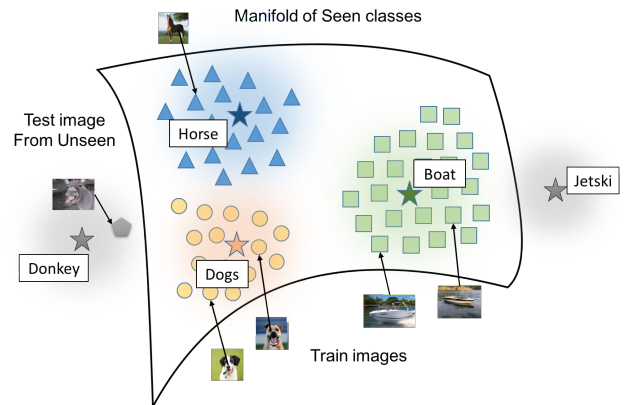 Manifold of Seen classes
Test image
From Unseen
Horse
Boat
Jetski
Donkey
Dogs
Train images